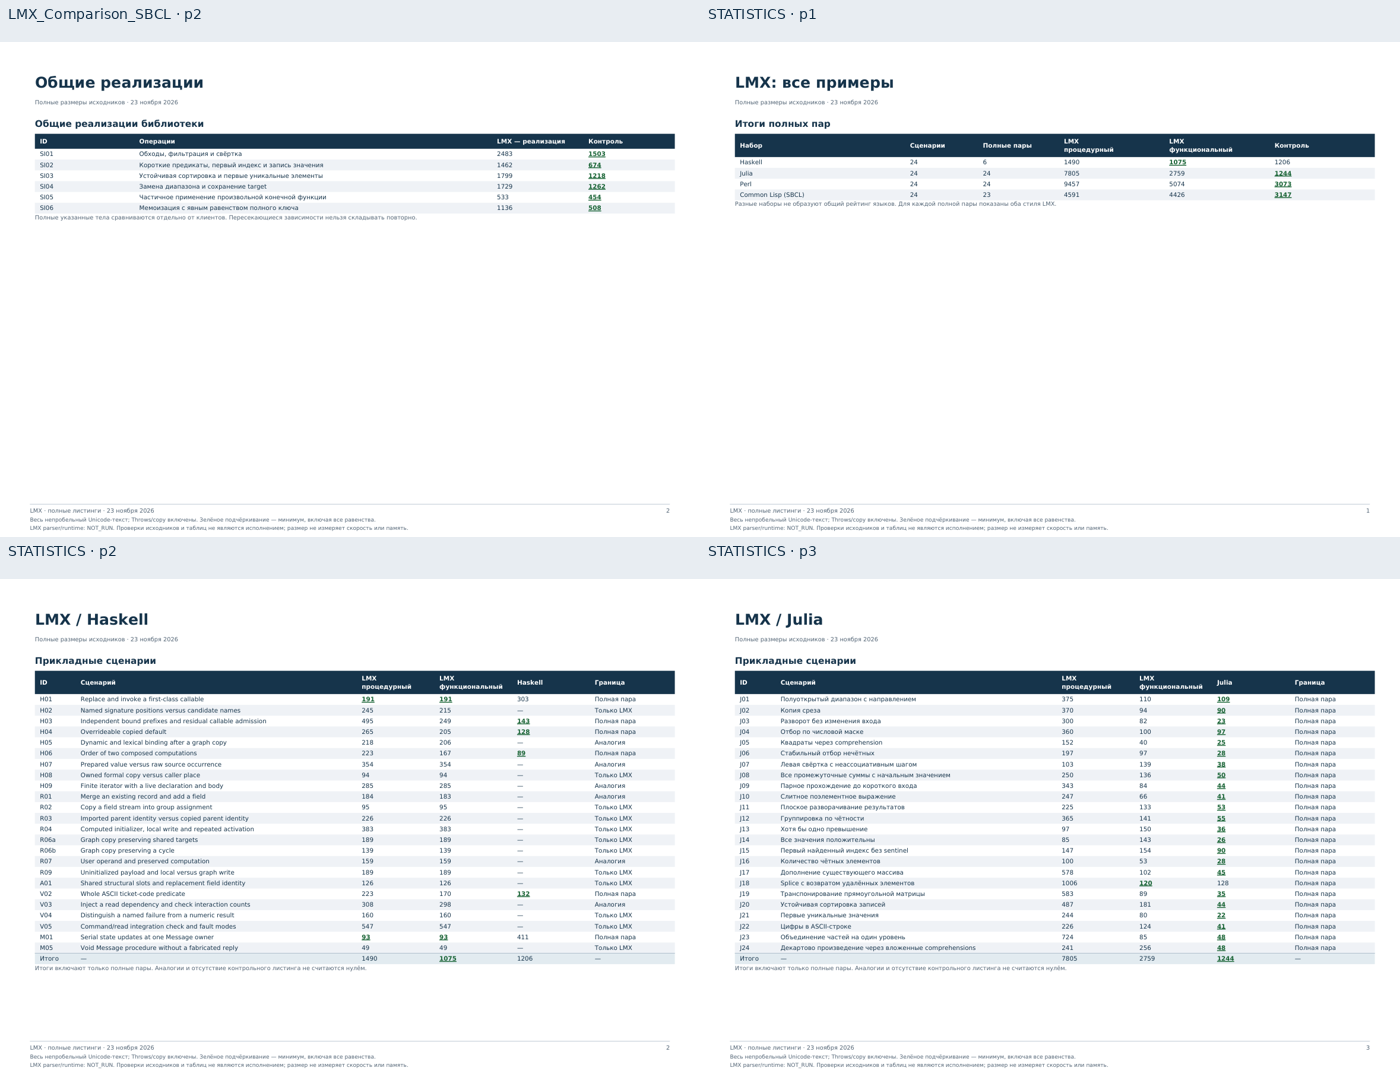 LMX_Comparison_SBCL · p2
Общие реализации
Полные размеры исходников · 23 ноября 2026
Общие реализации библиотеки
ID Операции LMX — реализация Контроль
SI01 Обходы, фильтрация и свёртка 2483 1503
SI02 Короткие предикаты, первый индекс и запись значения 1462 674
SI03 Устойчивая сортировка и первые уникальные элементы 1799 1218
SI04 Замена диапазона и сохранение target 1729 1262
SI05 Частичное применение произвольной конечной функции 533 454
SI06 Мемоизация с явным равенством полного ключа 1136 508
Полные указанные тела сравниваются отдельно от клиентов. Пересекающиеся зависимости нельзя складывать повторно.
LMX · полные листинги · 23 ноября 2026 2
Весь непробельный Unicode-текст; Throws/copy включены. Зелёное подчёркивание — минимум, включая все равенства.
LMX parser/runtime: NOT_RUN. Проверки исходников и таблиц не являются исполнением; размер не измеряет скорость или память.
STATISTICS · p1
LMX: все примеры
Полные размеры исходников · 23 ноября 2026
Итоги полных пар
Набор Сценарии Полные пары LMX процедурный LMX функциональный Контроль
Haskell 24 6 1490 1075 1206
Julia 24 24 7805 2759 1244
Perl 24 24 9457 5074 3073
Common Lisp (SBCL) 24 23 4591 4426 3147
Разные наборы не образуют общий рейтинг языков. Для каждой полной пары показаны оба стиля LMX.
LMX · полные листинги · 23 ноября 2026 1
Весь непробельный Unicode-текст; Throws/copy включены. Зелёное подчёркивание — минимум, включая все равенства.
LMX parser/runtime: NOT_RUN. Проверки исходников и таблиц не являются исполнением; размер не измеряет скорость или память.
STATISTICS · p2
LMX / Haskell
Полные размеры исходников · 23 ноября 2026
Прикладные сценарии
ID Сценарий LMX процедурный LMX функциональный Haskell Граница
H01 Replace and invoke a first-class callable 191 191 303 Полная пара
H02 Named signature positions versus candidate names 245 215 — Только LMX
H03 Independent bound prefixes and residual callable admission 495 249 143 Полная пара
H04 Overrideable copied default 265 205 128 Полная пара
H05 Dynamic and lexical binding after a graph copy 218 206 — Аналогия
H06 Order of two composed computations 223 167 89 Полная пара
H07 Prepared value versus raw source occurrence 354 354 — Аналогия
H08 Owned formal copy versus caller place 94 94 — Только LMX
H09 Finite iterator with a live declaration and body 285 285 — Аналогия
R01 Merge an existing record and add a field 184 183 — Аналогия
R02 Copy a field stream into group assignment 95 95 — Только LMX
R03 Imported parent identity versus copied parent identity 226 226 — Только LMX
R04 Computed initializer, local write and repeated activation 383 383 — Только LMX
R06a Graph copy preserving shared targets 189 189 — Только LMX
R06b Graph copy preserving a cycle 139 139 — Только LMX
R07 User operand and preserved computation 159 159 — Аналогия
R09 Uninitialized payload and local versus graph write 189 189 — Только LMX
A01 Shared structural slots and replacement field identity 126 126 — Только LMX
V02 Whole ASCII ticket-code predicate 223 170 132 Полная пара
V03 Inject a read dependency and check interaction counts 308 298 — Аналогия
V04 Distinguish a named failure from a numeric result 160 160 — Только LMX
V05 Command/read integration check and fault modes 547 547 — Только LMX
M01 Serial state updates at one Message owner 93 93 411 Полная пара
M05 Void Message procedure without a fabricated reply 49 49 — Только LMX
Итого — 1490 1075 1206 —
Итоги включают только полные пары. Аналогии и отсутствие контрольного листинга не считаются нулём.
LMX · полные листинги · 23 ноября 2026 2
Весь непробельный Unicode-текст; Throws/copy включены. Зелёное подчёркивание — минимум, включая все равенства.
LMX parser/runtime: NOT_RUN. Проверки исходников и таблиц не являются исполнением; размер не измеряет скорость или память.
STATISTICS · p3
LMX / Julia
Полные размеры исходников · 23 ноября 2026
Прикладные сценарии
ID Сценарий LMX процедурный LMX функциональный Julia Граница
J01 Полуоткрытый диапазон с направлением 375 110 109 Полная пара
J02 Копия среза 370 94 90 Полная пара
J03 Разворот без изменения входа 300 82 23 Полная пара
J04 Отбор по числовой маске 360 100 97 Полная пара
J05 Квадраты через comprehension 152 40 25 Полная пара
J06 Стабильный отбор нечётных 197 97 28 Полная пара
J07 Левая свёртка с неассоциативным шагом 103 139 38 Полная пара
J08 Все промежуточные суммы с начальным значением 250 136 50 Полная пара
J09 Парное прохождение до короткого входа 343 84 44 Полная пара
J10 Слитное поэлементное выражение 247 66 41 Полная пара
J11 Плоское разворачивание результатов 225 133 53 Полная пара
J12 Группировка по чётности 365 141 55 Полная пара
J13 Хотя бы одно превышение 97 150 36 Полная пара
J14 Все значения положительны 85 143 26 Полная пара
J15 Первый найденный индекс без sentinel 147 154 90 Полная пара
J16 Количество чётных элементов 100 53 28 Полная пара
J17 Дополнение существующего массива 578 102 45 Полная пара
J18 Splice с возвратом удалённых элементов 1006 120 128 Полная пара
J19 Транспонирование прямоугольной матрицы 583 89 35 Полная пара
J20 Устойчивая сортировка записей 487 181 44 Полная пара
J21 Первые уникальные значения 244 80 22 Полная пара
J22 Цифры в ASCII-строке 226 124 41 Полная пара
J23 Объединение частей на один уровень 724 85 48 Полная пара
J24 Декартово произведение через вложенные comprehensions 241 256 48 Полная пара
Итого — 7805 2759 1244 —
Итоги включают только полные пары. Аналогии и отсутствие контрольного листинга не считаются нулём.
LMX · полные листинги · 23 ноября 2026 3
Весь непробельный Unicode-текст; Throws/copy включены. Зелёное подчёркивание — минимум, включая все равенства.
LMX parser/runtime: NOT_RUN. Проверки исходников и таблиц не являются исполнением; размер не измеряет скорость или память.